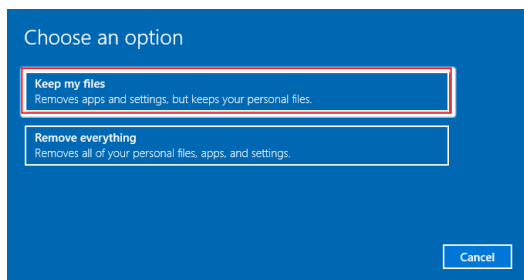 Choose an option
Keep my files
Removes apps and settings, but keeps your personal files.
Remove everything
Removes all of your personal files, apps, and settings.
Cancel